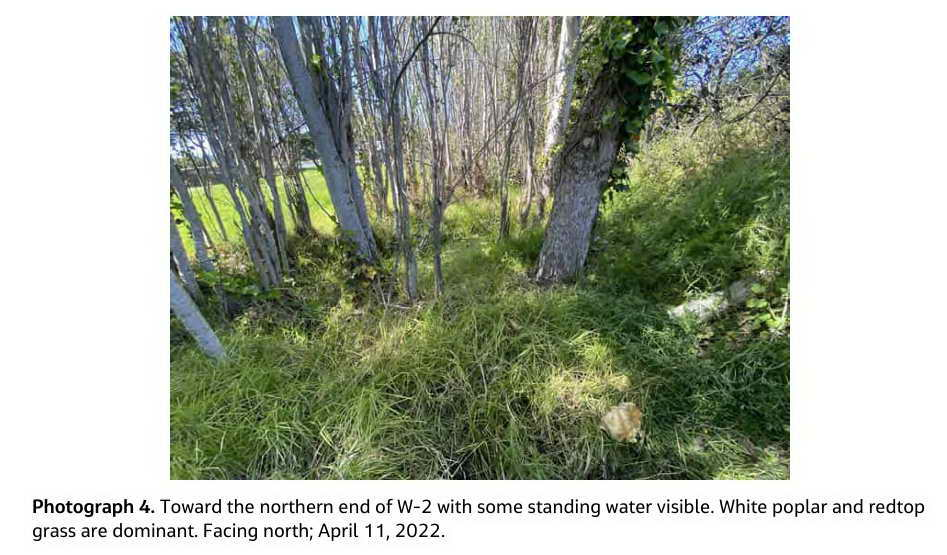 Photograph 4. Toward the northern end of W-2 with some standing water visible. White poplar and redtop
grass are dominant. Facing north; April 11, 2022.